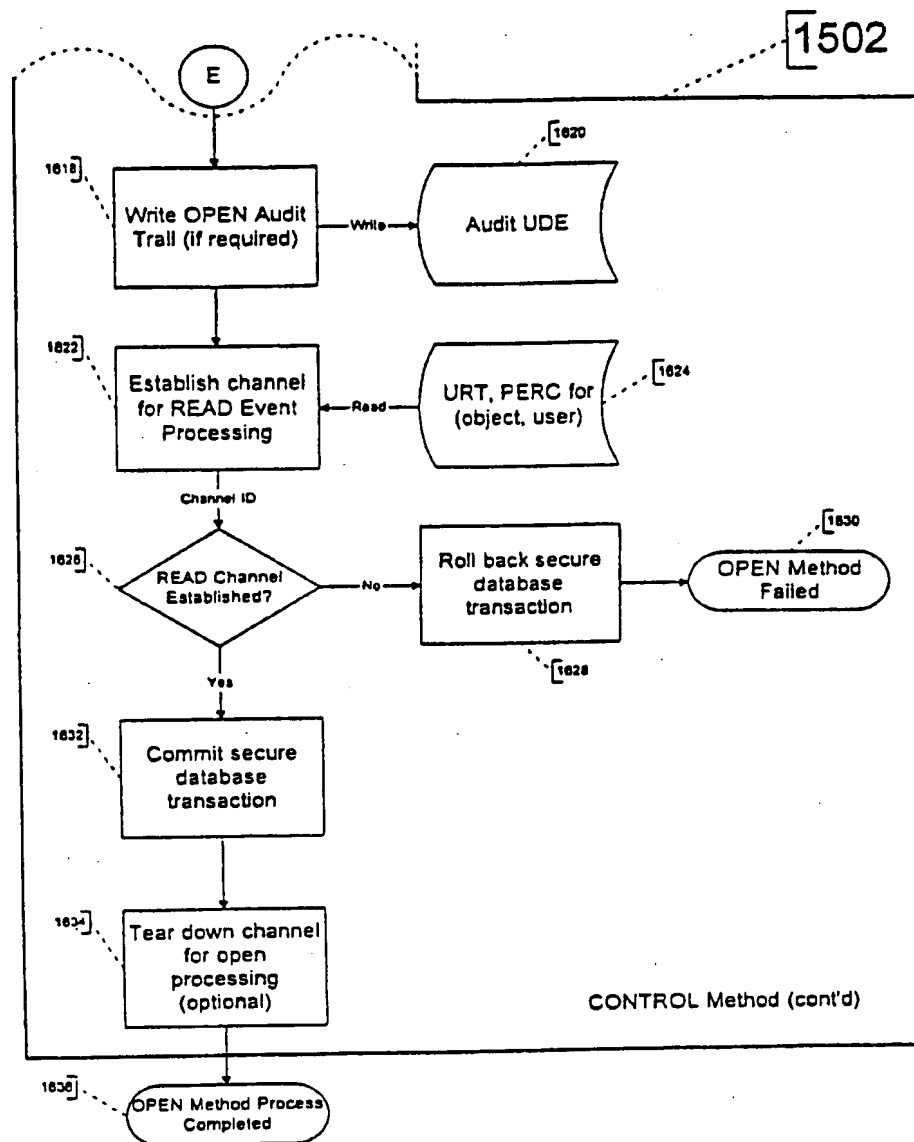 1502
E
1618
Write OPEN Audit
Trail (if required)
Write
1620
Audit UDE
1622
Establish channel
for READ Event
Processing
Read
URT, PERC for
(object, user)
1624
Channel ID
1626
READ Channel
Established?
No
Roll back secure
database
transaction
1628
1630
OPEN Method
Failed
Yes
1632
Commit secure
database
transaction
1634
Tear down channel
for open
processing
(optional)
CONTROL Method (cont'd)
1636
OPEN Method Process
Completed